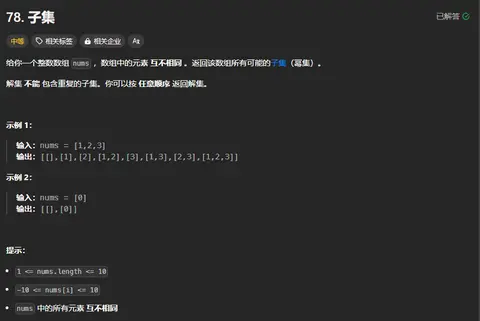 78. 子集
已解答
中等
相关标签
相关企业
Ax
给你一个整数数组 nums ，数组中的元素 互不相同 。返回该数组所有可能的子集（幂集）。
解集 不能 包含重复的子集。你可以按 任意顺序 返回解集。
示例 1：
输入：nums = [1,2,3]
输出：[[],[1],[2],[1,2],[3],[1,3],[2,3],[1,2,3]]
示例 2：
输入：nums = [0]
输出：[[],[0]]
提示：
1 <= nums.length <= 10
-10 <= nums[i] <= 10
nums 中的所有元素 互不相同